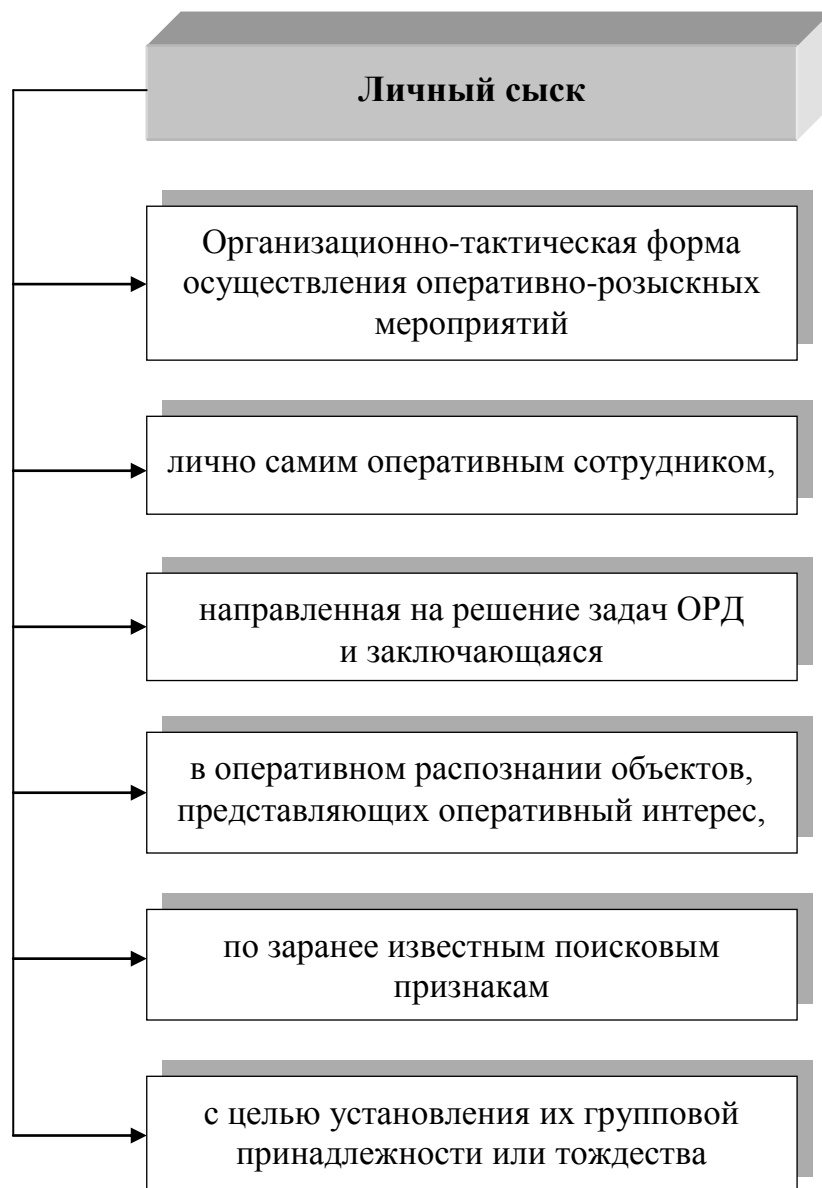 Личный сыск
Организационно-тактическая форма
осуществления оперативно-розыскных
мероприятий
лично самим оперативным сотрудником,
направленная на решение задач ОРД
и заключающаяся
в оперативном распознании объектов,
представляющих оперативный интерес,
по заранее известным поисковым
признакам
с целью установления их групповой
принадлежности или тождества